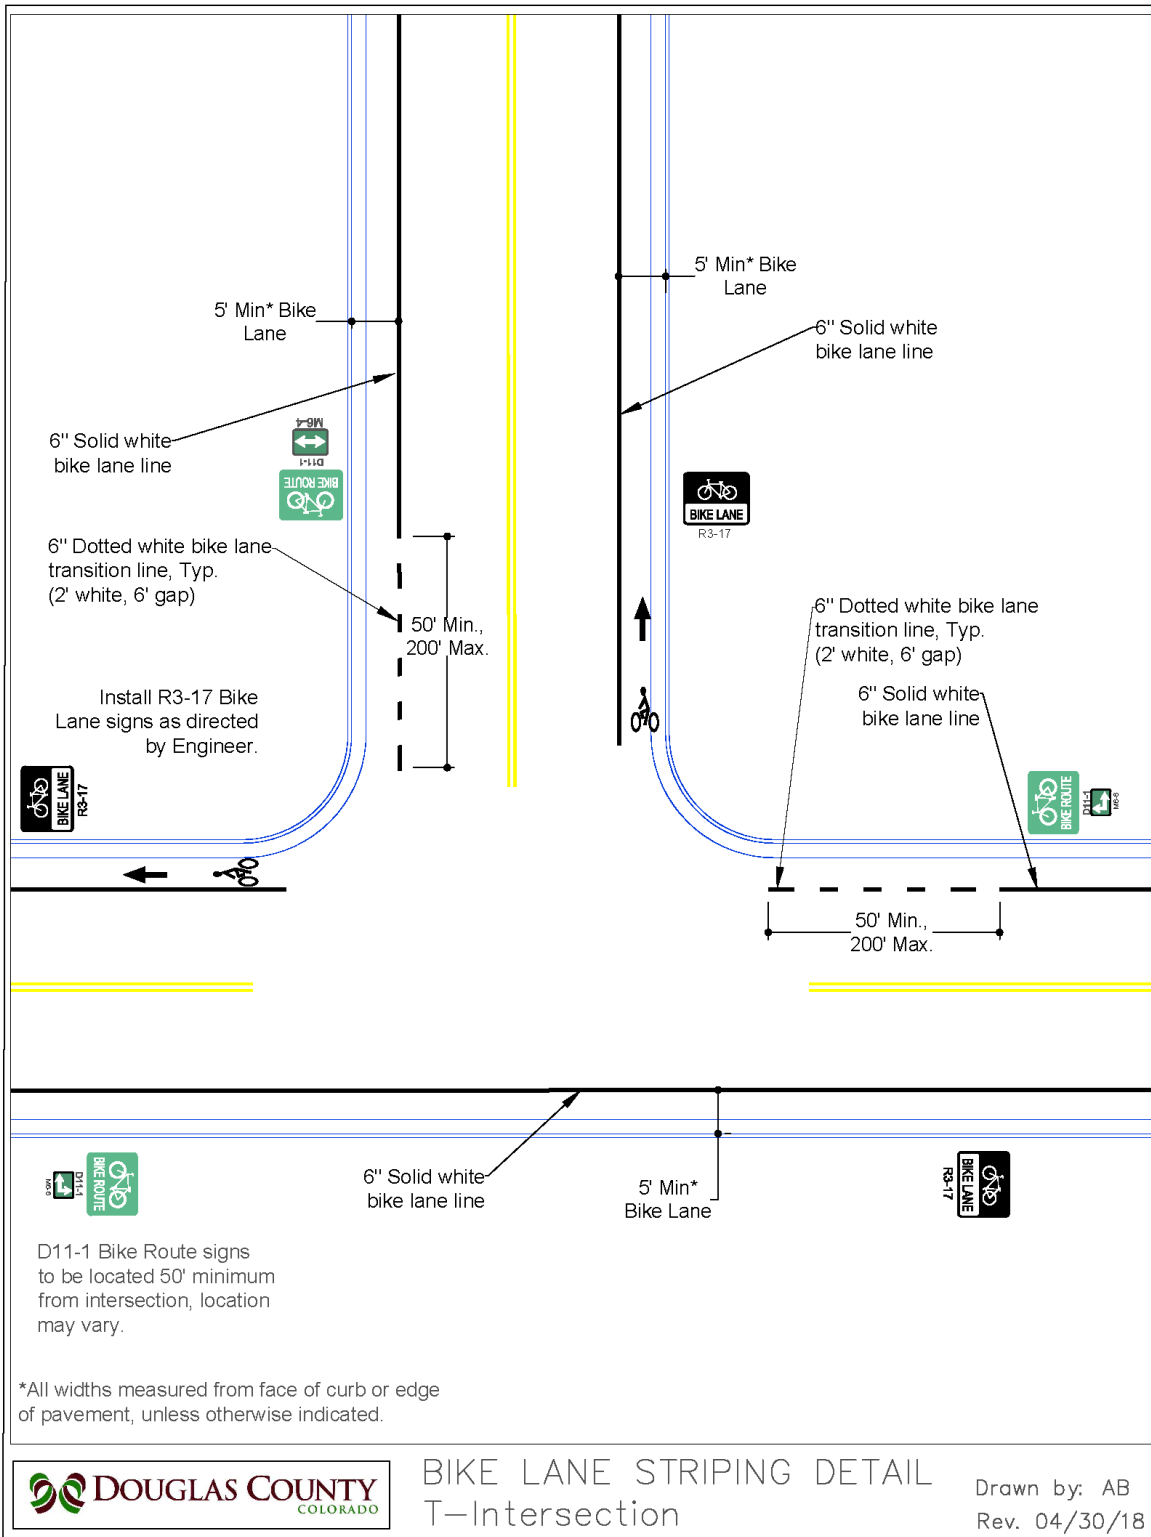 5' Min* Bike
Lane
5' Min* Bike
Lane
6" Solid white
bike lane line
M6-4
D11-1
BIKE ROUTE
6" Solid white
bike lane line
BIKE LANE
R3-17
6" Dotted white bike lane
transition line, Typ.
(2' white, 6' gap)
50' Min.,
200' Max.
6" Dotted white bike lane
transition line, Typ.
(2' white, 6' gap)
6" Solid white
bike lane line
Install R3-17 Bike
Lane signs as directed
by Engineer.
BIKE LANE
R3-17
BIKE ROUTE
D11-1
M6-6
50' Min.,
200' Max.
6" Solid white
bike lane line
5' Min*
Bike Lane
BIKE ROUTE
D11-1
M6-6
BIKE LANE
R3-17
D11-1 Bike Route signs
to be located 50' minimum
from intersection, location
may vary.
*All widths measured from face of curb or edge
of pavement, unless otherwise indicated.
DOUGLAS COUNTY
COLORADO
BIKE LANE STRIPING DETAIL
T-Intersection
Drawn by: AB
Rev. 04/30/18